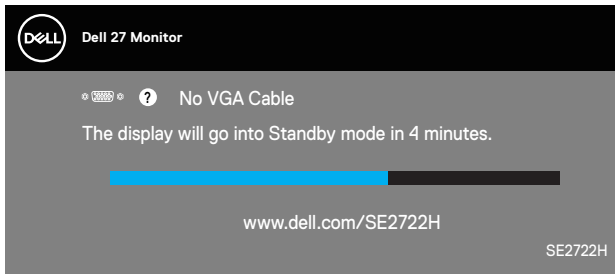 DELL
Dell 27 Monitor
? No VGA Cable
The display will go into Standby mode in 4 minutes.
www.dell.com/SE2722H
SE2722H